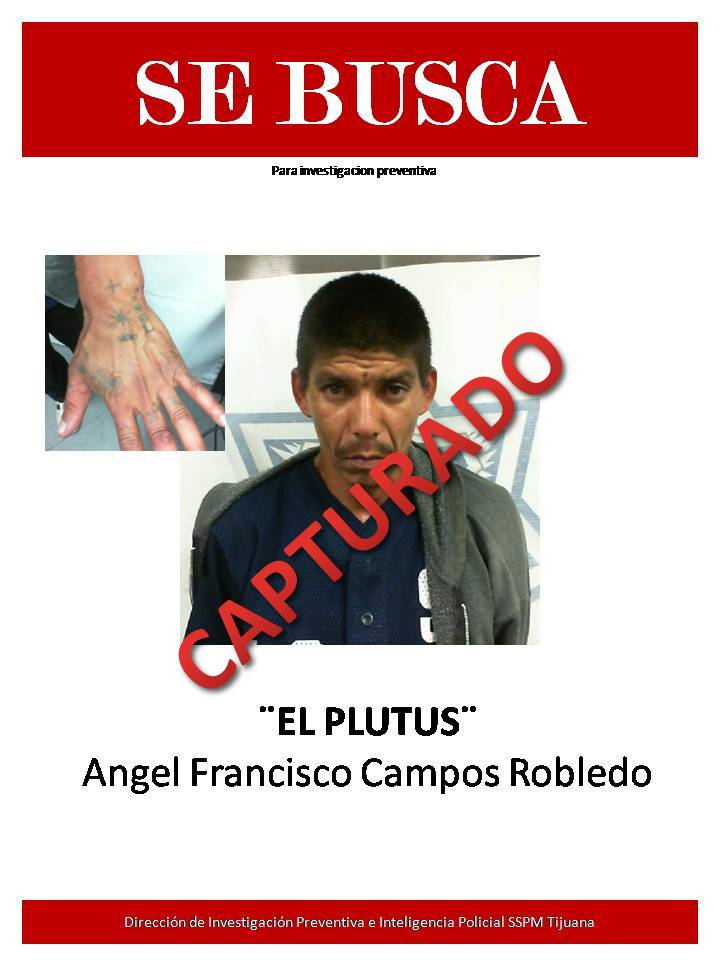 SE BUSCA
Para investigacion preventiva
CAPTURADO
¨EL PLUTUS¨
Angel Francisco Campos Robledo
Dirección de Investigación Preventiva e Inteligencia Policial SSPM Tijuana